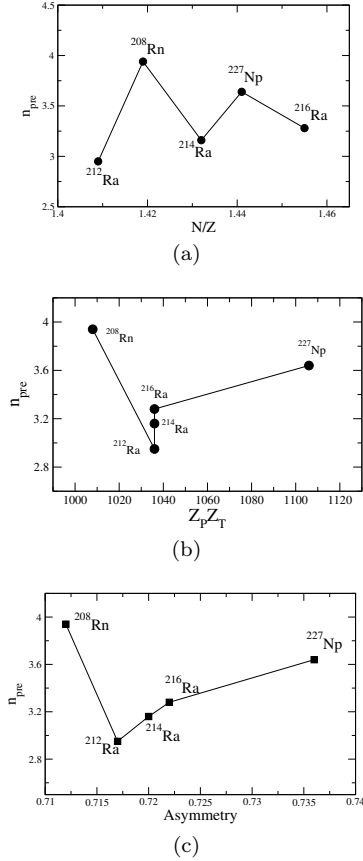 4
3.5
3
2.5
n_pre
²⁰⁸Rn
²²⁷Np
²¹⁶Ra
²¹⁴Ra
²¹²Ra
1.4 1.42 1.44 1.46
N/Z
(a)
4
3.6
3.2
2.8
n_pre
²⁰⁸Rn
²²⁷Np
²¹⁶Ra
²¹⁴Ra
²¹²Ra
1000 1020 1040 1060 1080 1100 1120
Z_PZ_T
(b)
4
3.6
3.2
2.8
n_pre
²⁰⁸Rn
²²⁷Np
²¹⁶Ra
²¹⁴Ra
²¹²Ra
0.71 0.715 0.72 0.725 0.73 0.735 0.74
Asymmetry
(c)